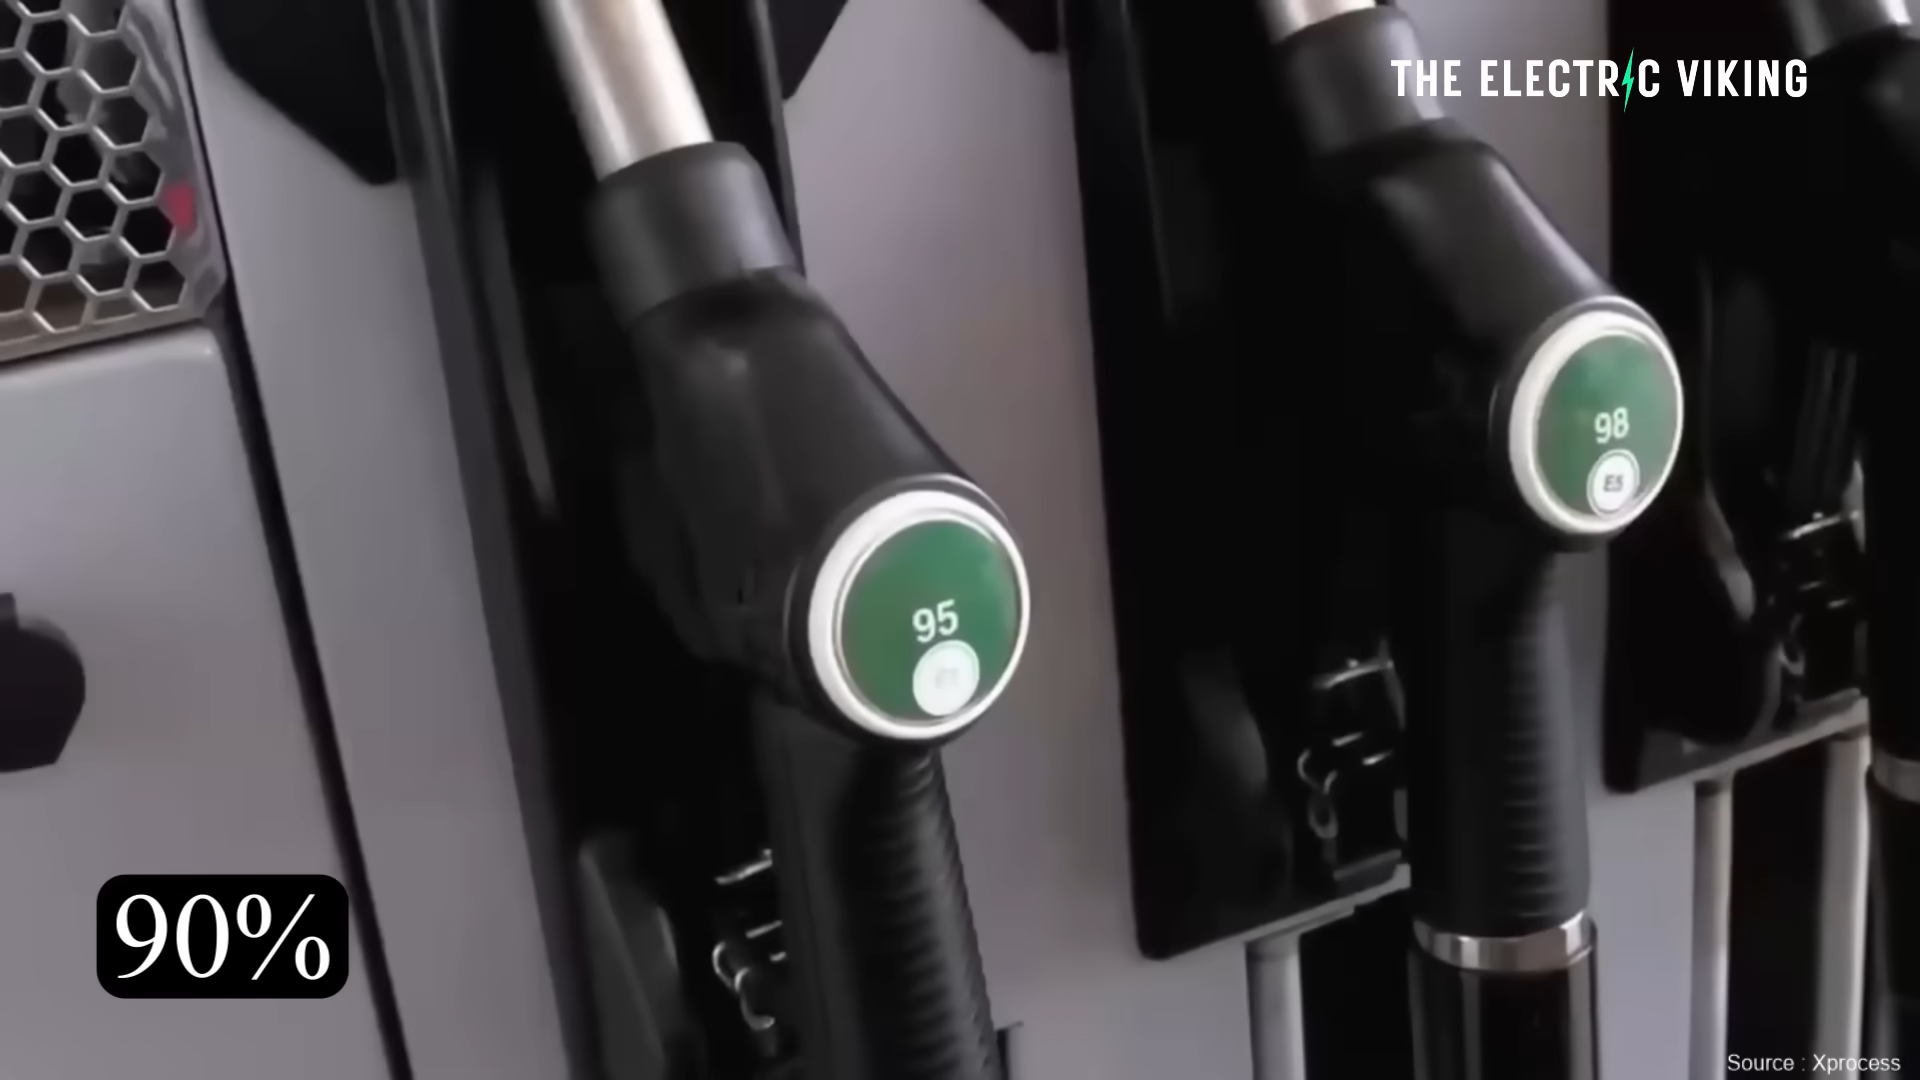 THE ELECTRIC VIKING
98
E5
95
90%
Source : Xprocess